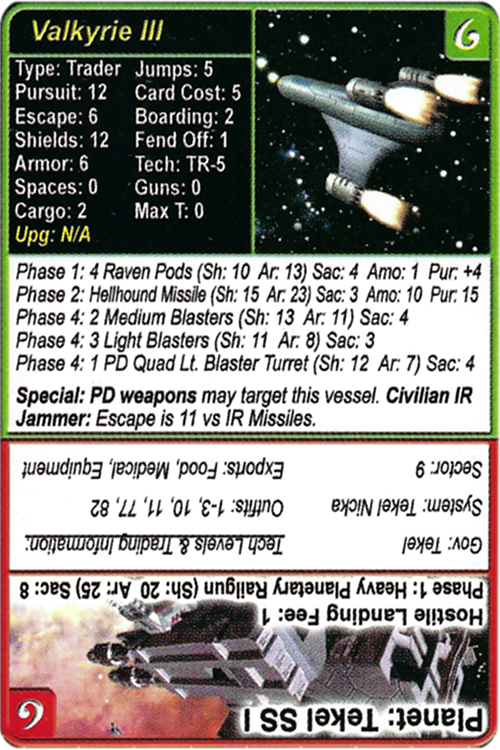 Valkyrie III
6
Type: Trader Jumps: 5
Pursuit: 12 Card Cost: 5
Escape: 6 Boarding: 2
Shields: 12 Fend Off: 1
Armor: 6 Tech: TR-5
Spaces: 0 Guns: 0
Cargo: 2 Max T: 0
Upg: N/A
Phase 1: 4 Raven Pods (Sh: 10 Ar: 13) Sac: 4 Amo: 1 Pur: +4
Phase 2: Hellhound Missile (Sh: 15 Ar: 23) Sac: 3 Amo: 10 Pur: 15
Phase 4: 2 Medium Blasters (Sh: 13 Ar: 11) Sac: 4
Phase 4: 3 Light Blasters (Sh: 11 Ar: 8) Sac: 3
Phase 4: 1 PD Quad Lt. Blaster Turret (Sh: 12 Ar: 7) Sac: 4
Special: PD weapons may target this vessel. Civilian IR
Jammer: Escape is 11 vs IR Missiles.
Planet: Tekel SS I
6
Hostile Landing Fee: 1
Phase 1: Heavy Planetary Railgun (Sh: 20 Ar: 25) Sac: 8
Gov: Tekel Tech Levels & Trading Information:
System: Tekel Nicka Outfits: 1-3, 10, 11, 77, 82
Sector: 9 Exports: Food, Medical, Equipment